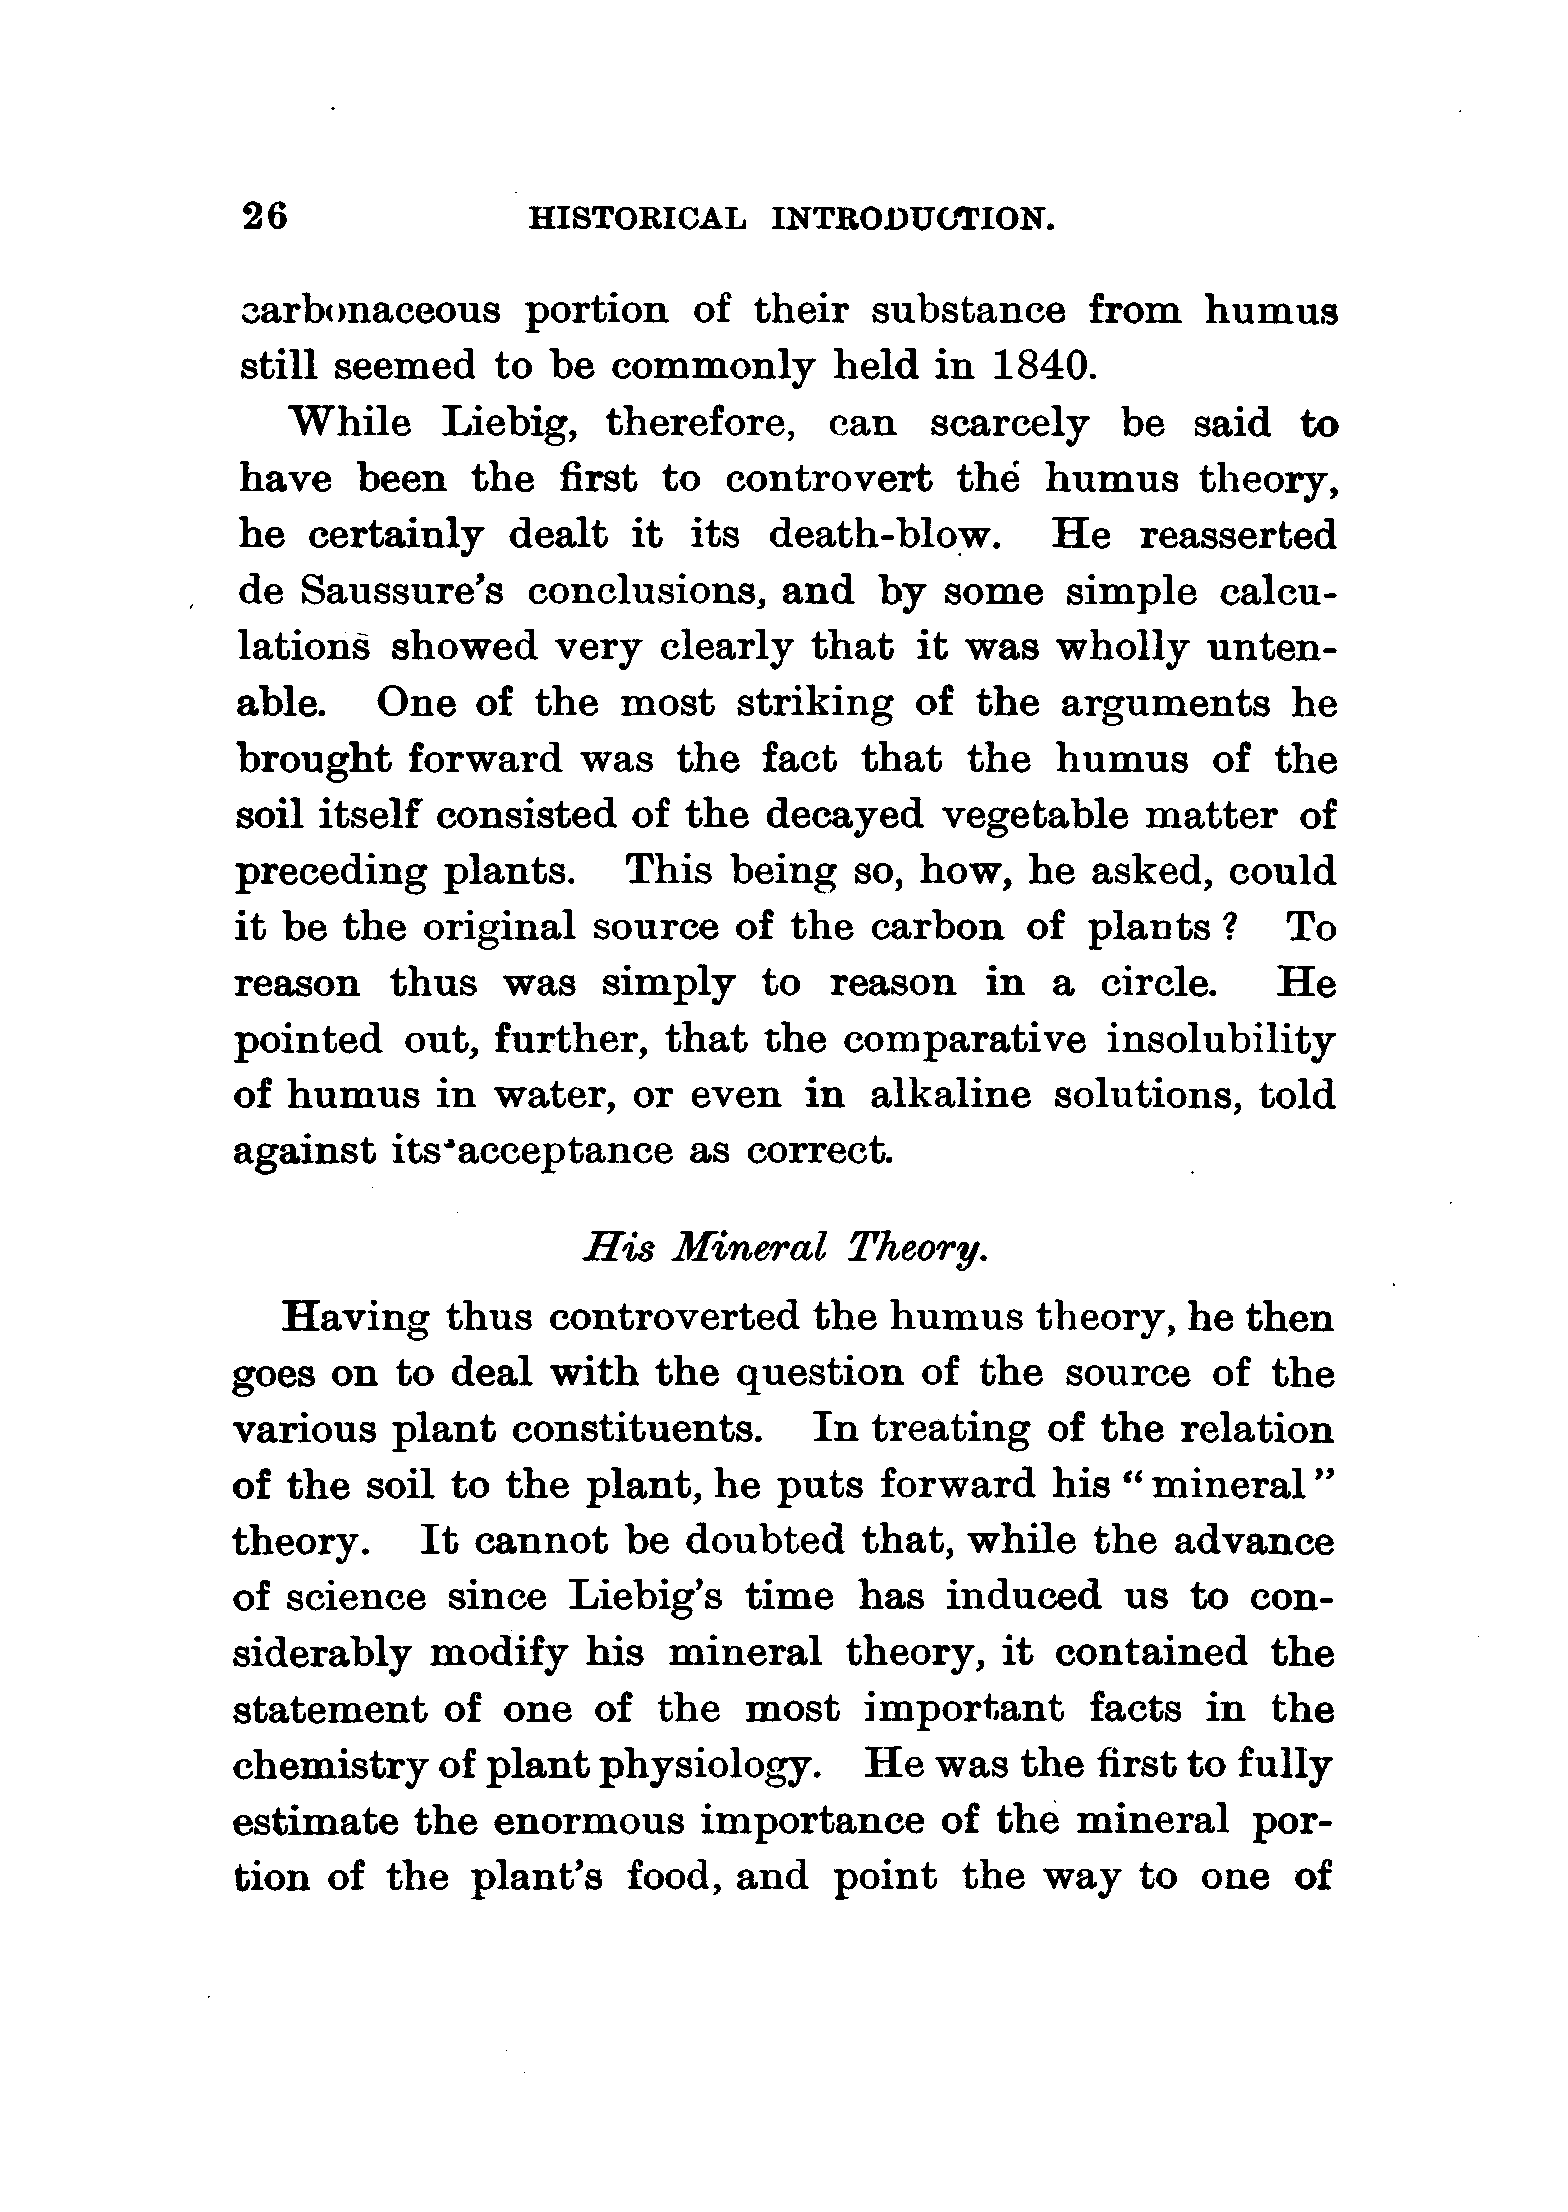 26 HISTORICAL INTRODUCTION.
carbonaceous portion of their substance from humus
still seemed to be commonly held in 1840.
While Liebig, therefore, can scarcely be said to
have been the first to controvert the humus theory,
he certainly dealt it its death-blow. He reasserted
de Saussure's conclusions, and by some simple calcu-
lations showed very clearly that it was wholly unten-
able. One of the most striking of the arguments he
brought forward was the fact that the humus of the
soil itself consisted of the decayed vegetable matter of
preceding plants. This being so, how, he asked, could
it be the original source of the carbon of plants? To
reason thus was simply to reason in a circle. He
pointed out, further, that the comparative insolubility
of humus in water, or even in alkaline solutions, told
against its acceptance as correct.
His Mineral Theory.
Having thus controverted the humus theory, he then
goes on to deal with the question of the source of the
various plant constituents. In treating of the relation
of the soil to the plant, he puts forward his "mineral"
theory. It cannot be doubted that, while the advance
of science since Liebig's time has induced us to con-
siderably modify his mineral theory, it contained the
statement of one of the most important facts in the
chemistry of plant physiology. He was the first to fully
estimate the enormous importance of the mineral por-
tion of the plant's food, and point the way to one of